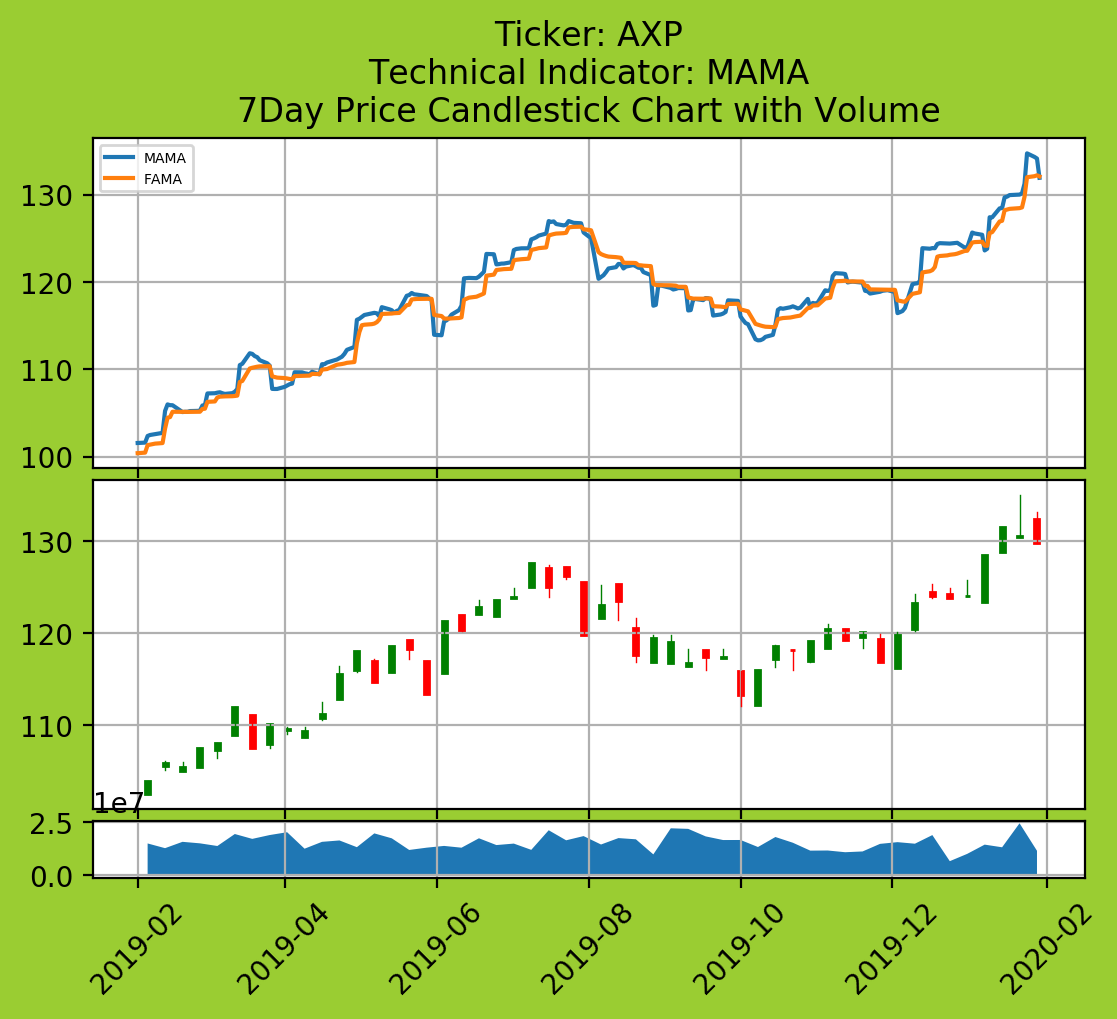 Ticker: AXP
Technical Indicator: MAMA
7Day Price Candlestick Chart with Volume
MAMA
FAMA
130
120
110
100
130
120
110
1e7
2.5
0.0
2019-02
2019-04
2019-06
2019-08
2019-10
2019-12
2020-02